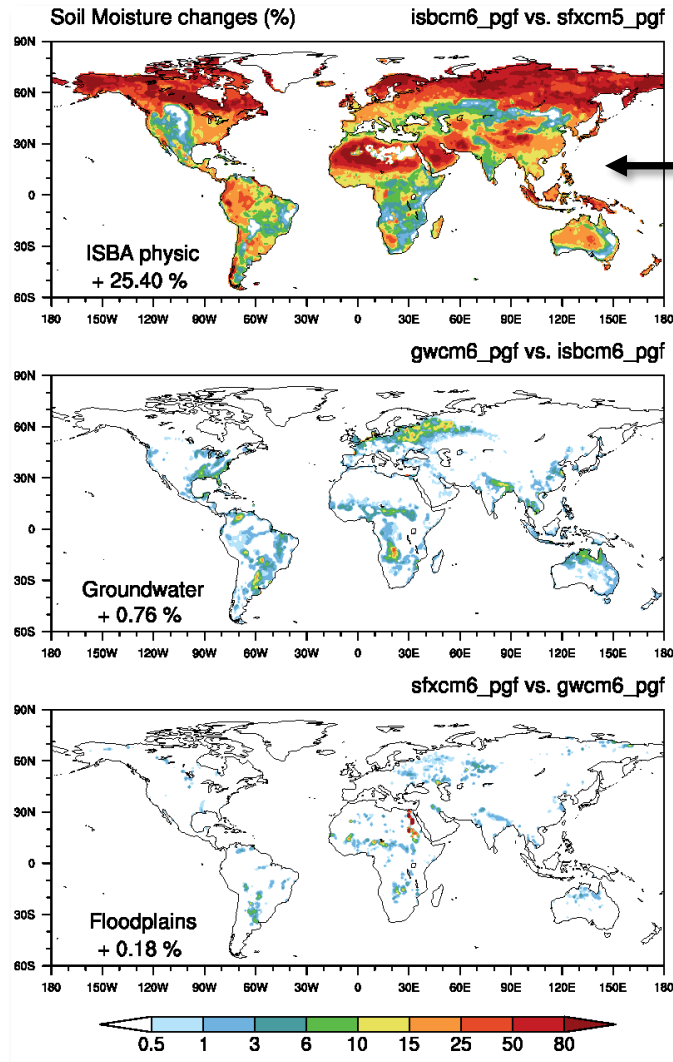 Soil Moisture changes (%) isbcm6_pgf vs. sfxcm5_pgf
90N
60N
30N
0
30S
60S
ISBA physic
+ 25.40 %
180 150W 120W 90W 60W 30W 0 30E 60E 90E 120E 150E 180
gwcm6_pgf vs. isbcm6_pgf
90N
60N
30N
0
30S
60S
Groundwater
+ 0.76 %
180 150W 120W 90W 60W 30W 0 30E 60E 90E 120E 150E 180
sfxcm6_pgf vs. gwcm6_pgf
90N
60N
30N
0
30S
60S
Floodplains
+ 0.18 %
180 150W 120W 90W 60W 30W 0 30E 60E 90E 120E 150E 180
0.5 1 3 6 10 15 25 50 80